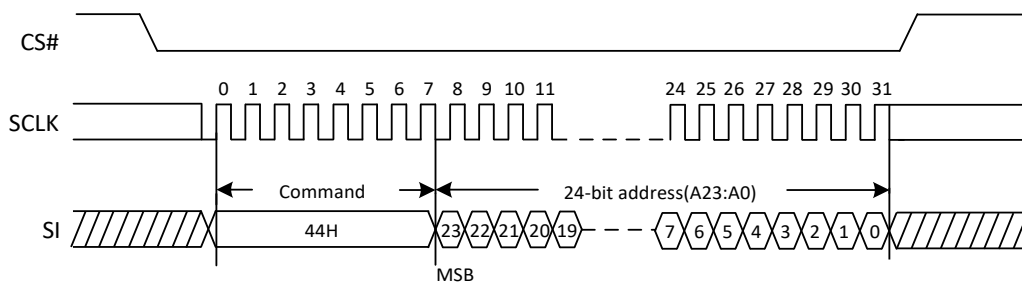 CS#
0 1 2 3 4 5 6 7 8 9 10 11 24 25 26 27 28 29 30 31
SCLK
Command 24-bit address(A23:A0)
SI 44H 23 22 21 20 19 7 6 5 4 3 2 1 0
MSB